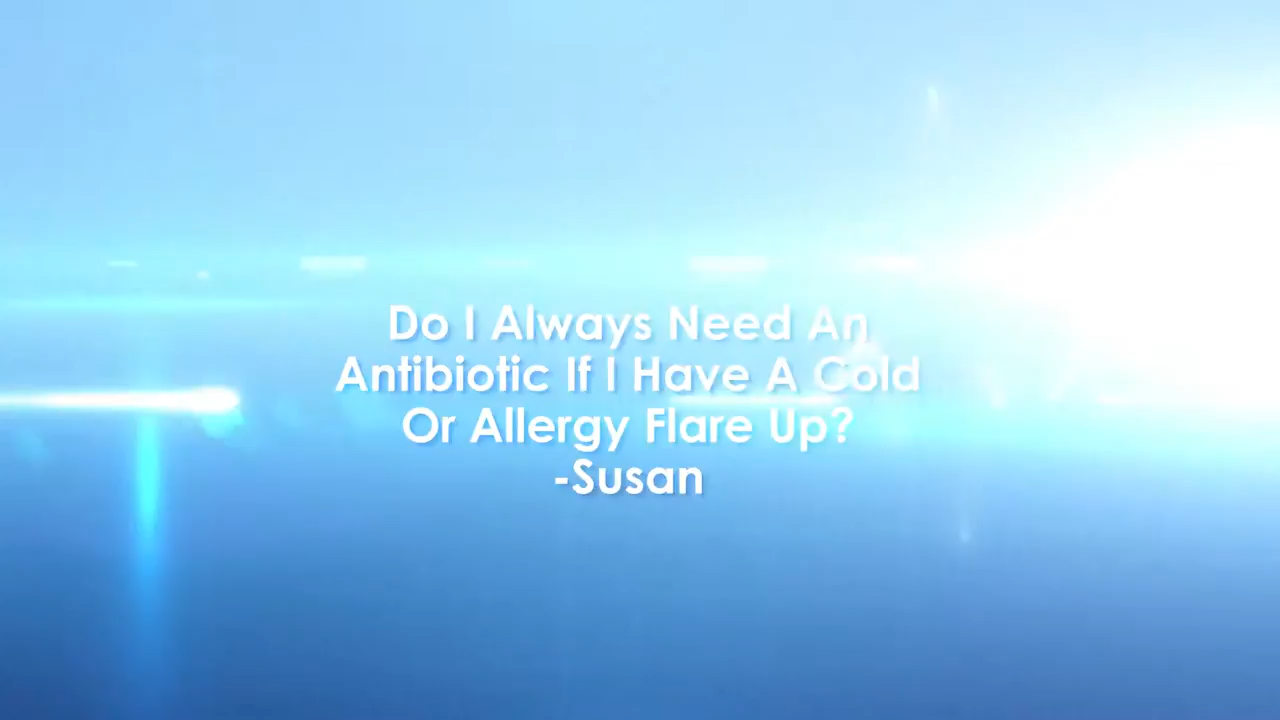 Do I Always Need An
Antibiotic If I Have A Cold
Or Allergy Flare Up?
-Susan